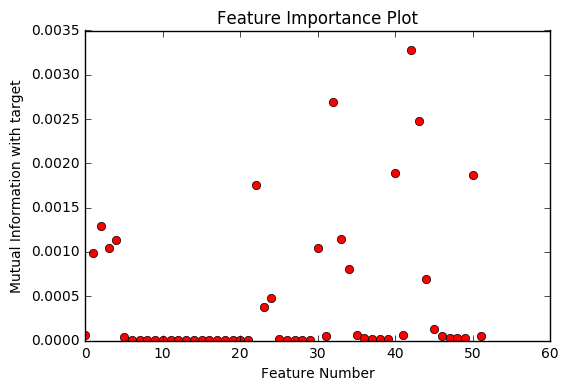 Feature Importance Plot
0.0035
0.0030
0.0025
0.0020
0.0015
0.0010
0.0005
0.0000
Mutual Information with target
0 10 20 30 40 50 60
Feature Number